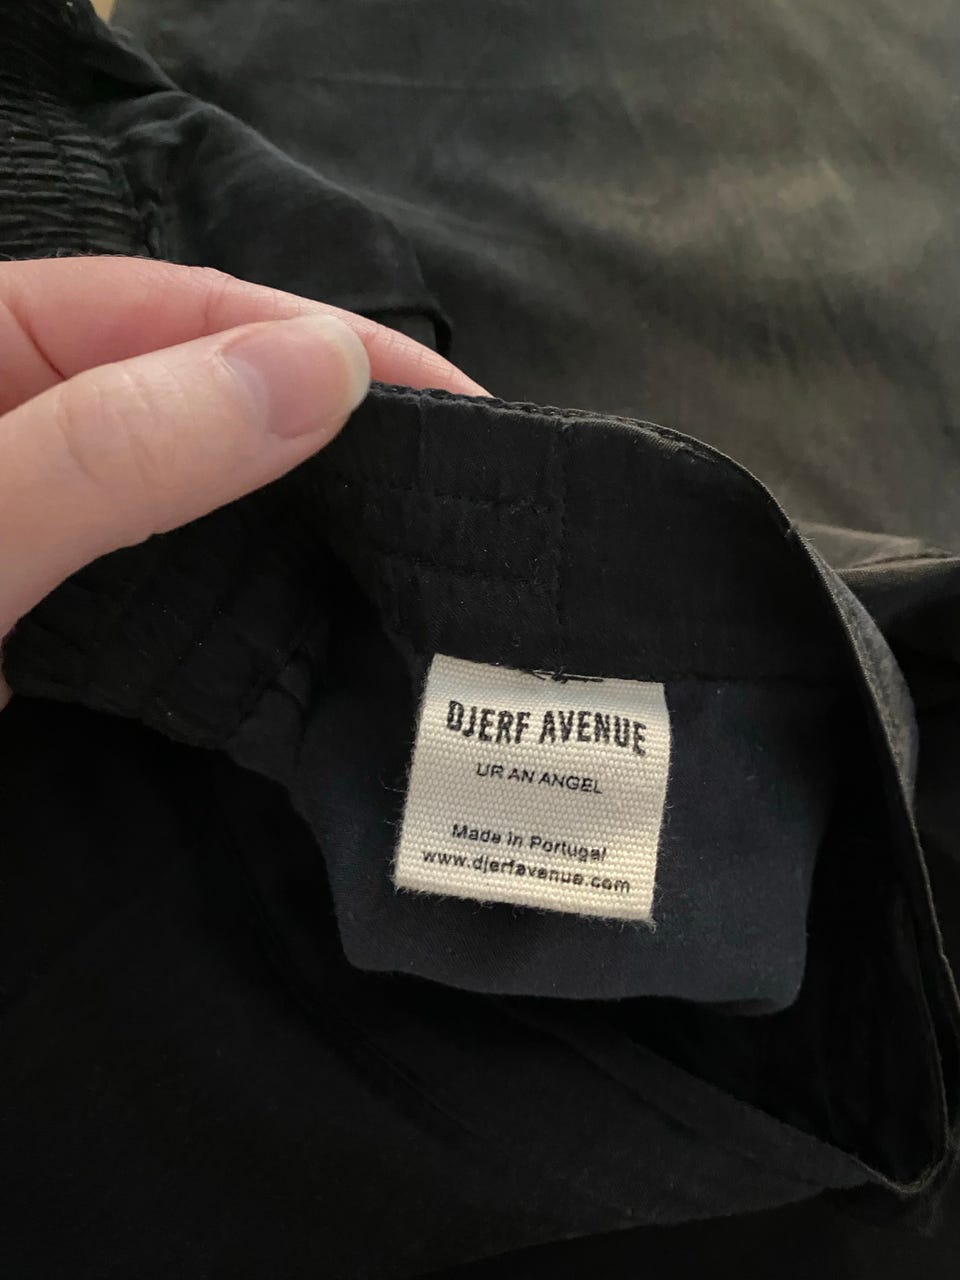 DJERF AVENUE
UR AN ANGEL
Made in Portugal
www.djerfavenue.com